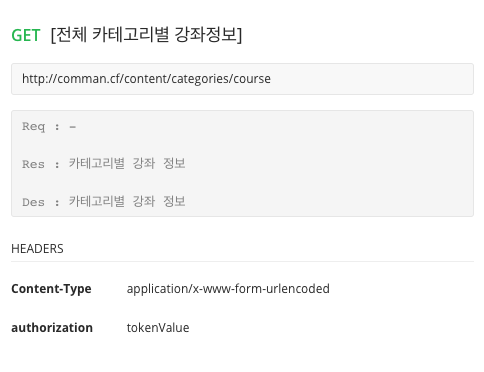 GET [전체 카테고리별 강좌정보]
http://comman.cf/content/categories/course
Req : -
Res : 카테고리별 강좌 정보
Des : 카테고리별 강좌 정보
HEADERS
Content-Type application/x-www-form-urlencoded
authorization tokenValue